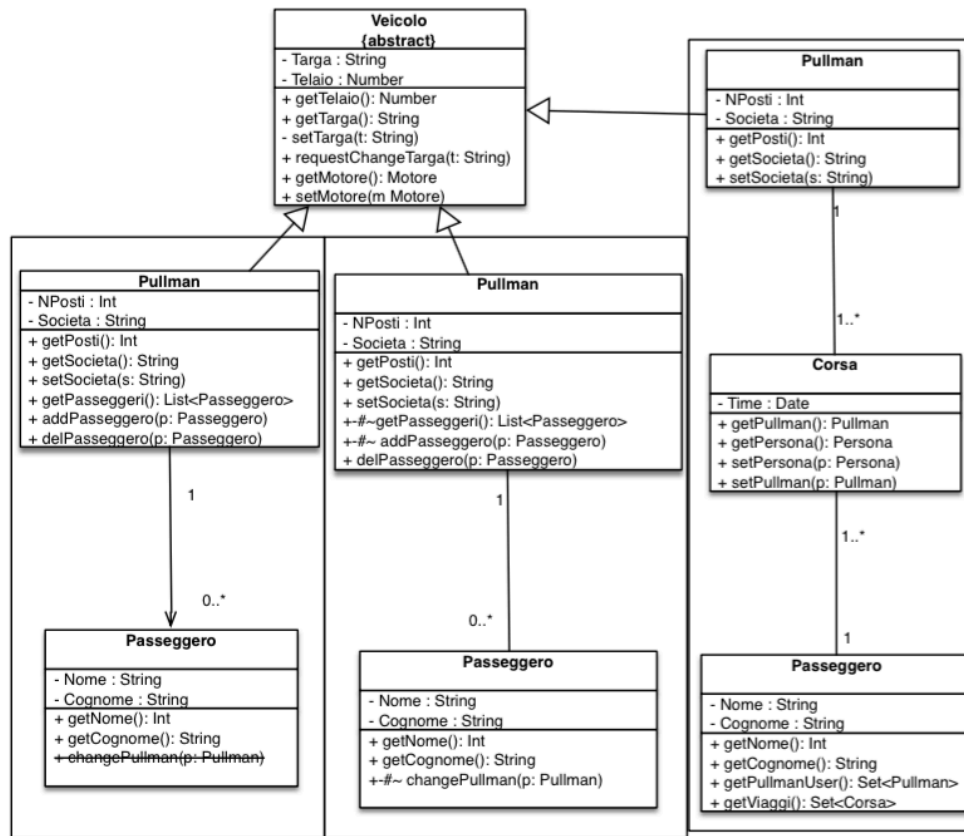 Veicolo
{abstract}
- Targa : String
- Telaio : Number
+ getTelaio(): Number
+ getTarga(): String
- setTarga(t: String)
+ requestChangeTarga(t: String)
+ getMotore(): Motore
+ setMotore(m Motore)
Pullman
- NPosti : Int
- Societa : String
+ getPosti(): Int
+ getSocieta(): String
+ setSocieta(s: String)
+ getPasseggeri(): List<Passeggero>
+ addPasseggero(p: Passeggero)
+ delPasseggero(p: Passeggero)
1
0..*
Passeggero
- Nome : String
- Cognome : String
+ getNome(): Int
+ getCognome(): String
+ changePullman(p: Pullman)
Pullman
- NPosti : Int
- Societa : String
+ getPosti(): Int
+ getSocieta(): String
+ setSocieta(s: String)
+-#~getPasseggeri(): List<Passeggero>
+-#~ addPasseggero(p: Passeggero)
+ delPasseggero(p: Passeggero)
1
0..*
Passeggero
- Nome : String
- Cognome : String
+ getNome(): Int
+ getCognome(): String
+-#~ changePullman(p: Pullman)
Pullman
- NPosti : Int
- Societa : String
+ getPosti(): Int
+ getSocieta(): String
+ setSocieta(s: String)
1
1..*
Corsa
- Time : Date
+ getPullman(): Pullman
+ getPersona(): Persona
+ setPersona(p: Persona)
+ setPullman(p: Pullman)
1..*
1
Passeggero
- Nome : String
- Cognome : String
+ getNome(): Int
+ getCognome(): String
+ getPullmanUser(): Set<Pullman>
+ getViaggi(): Set<Corsa>